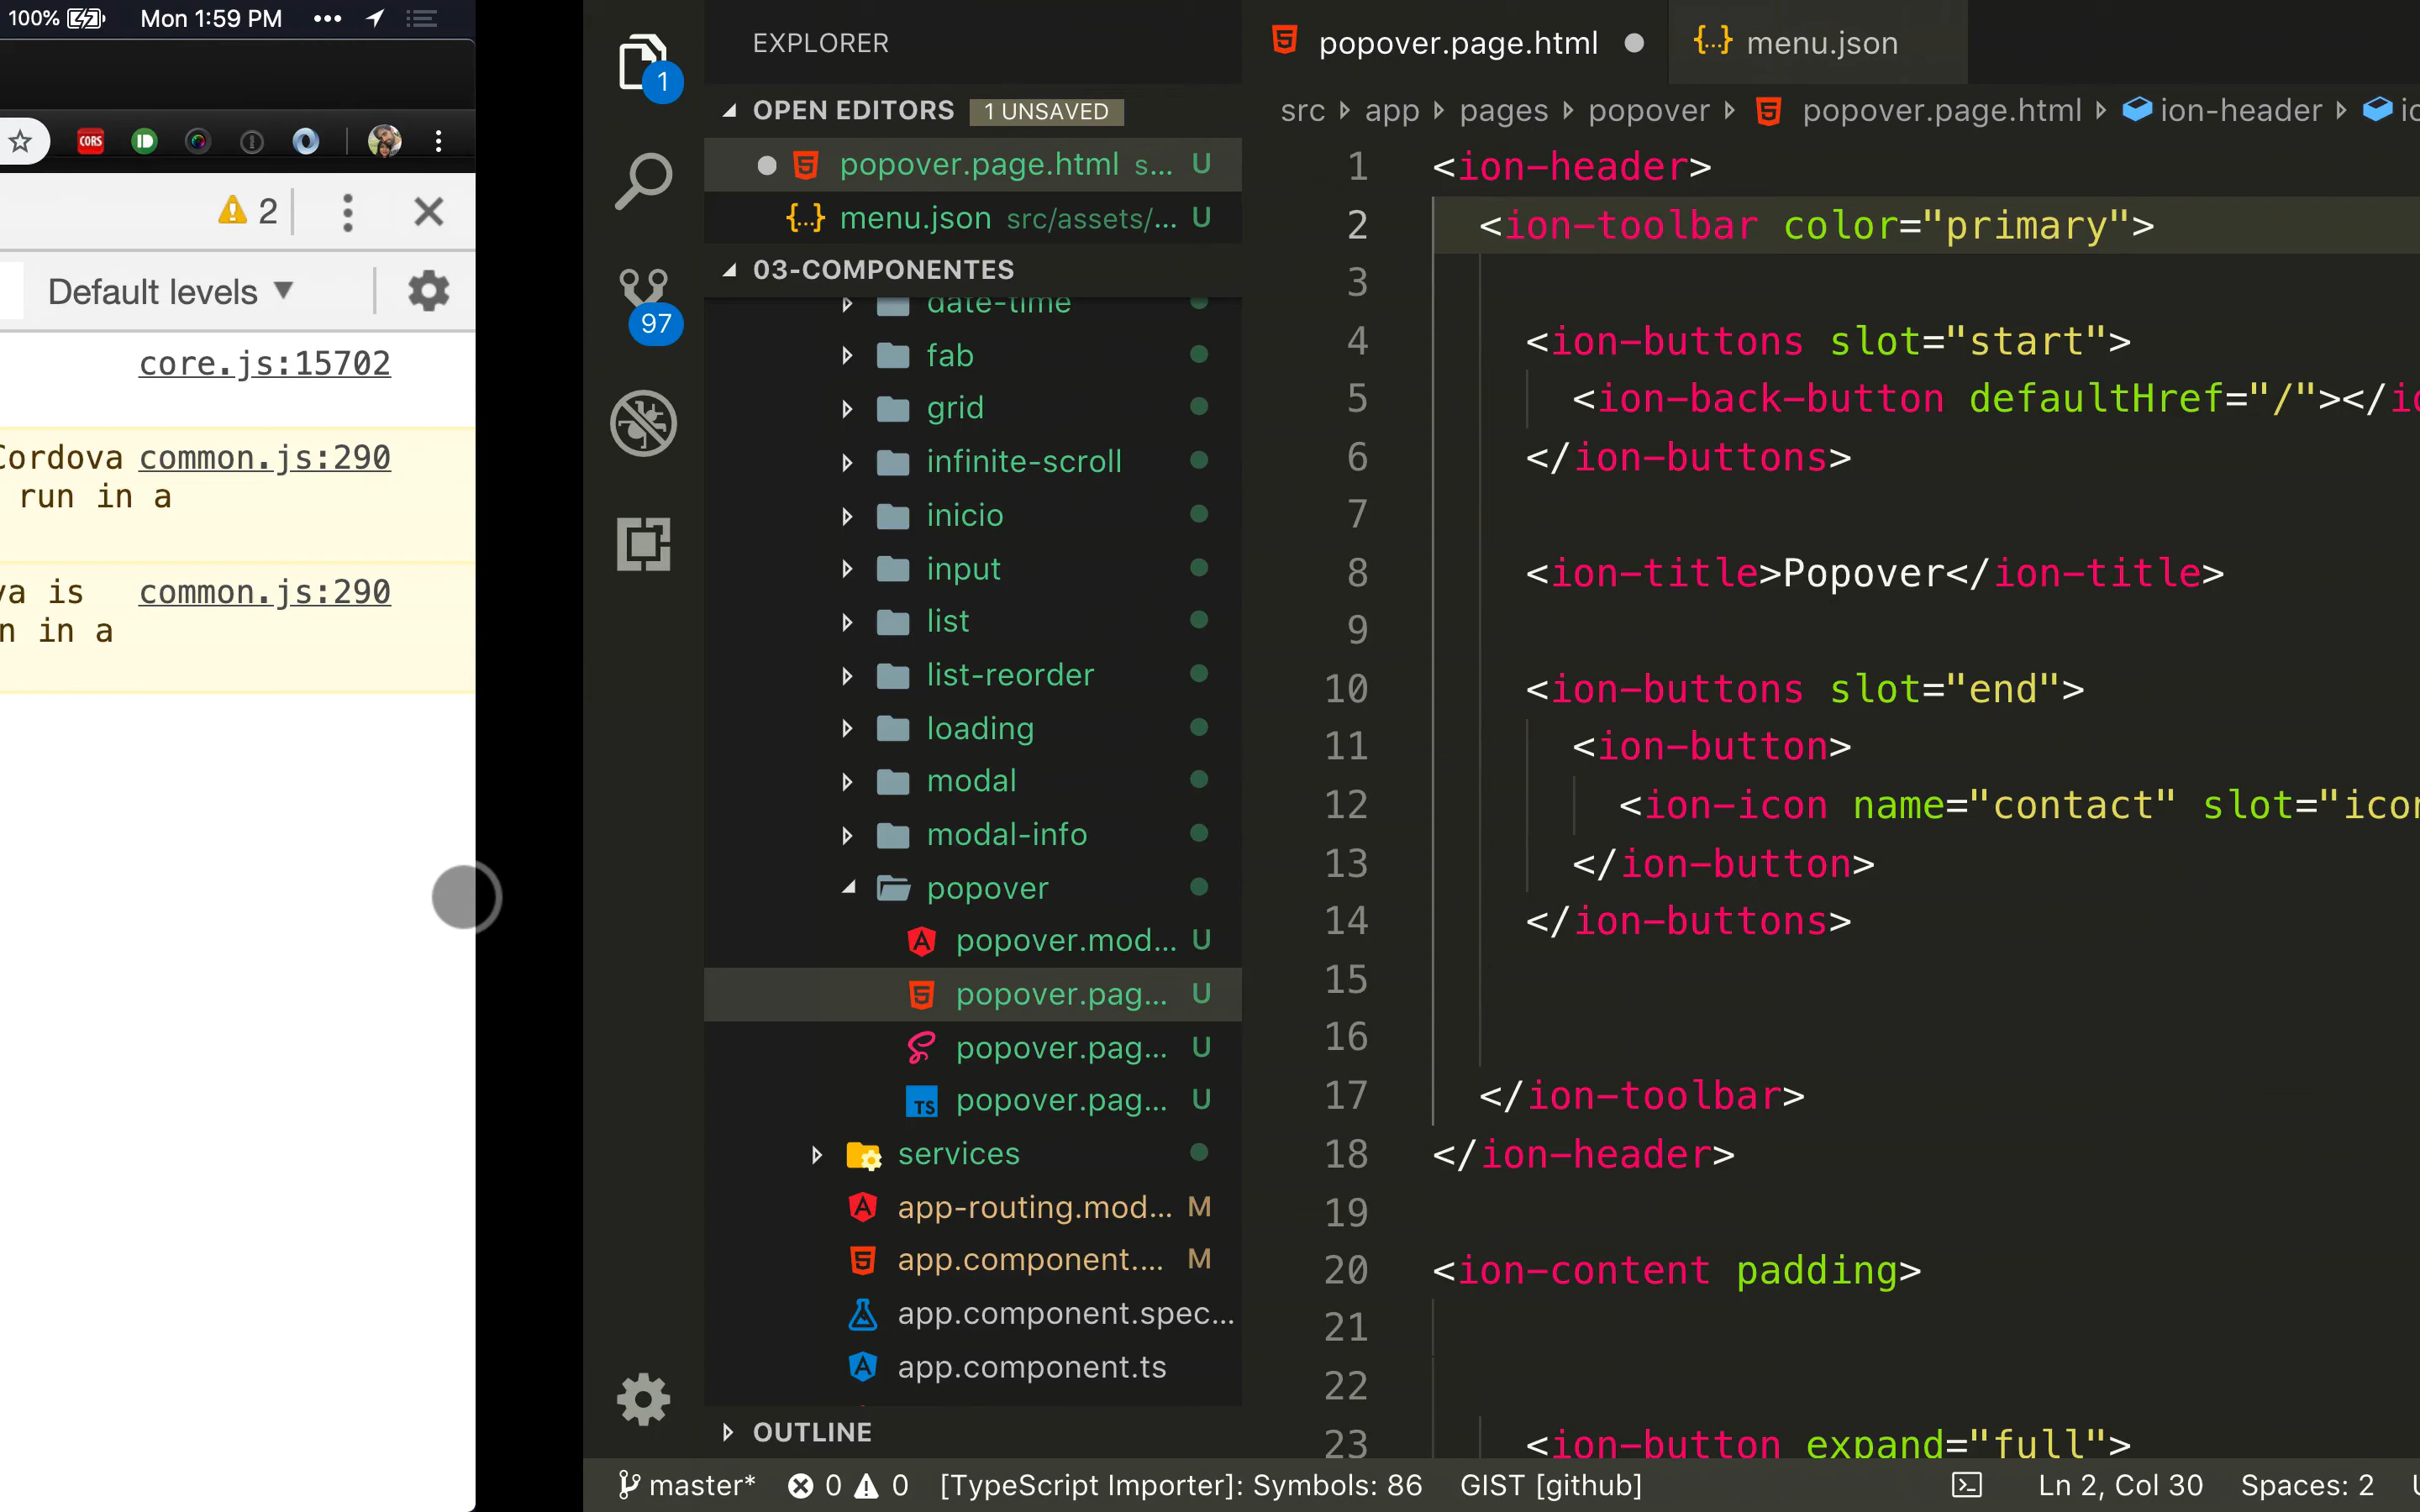 100% Mon 1:59 PM
CORS
2
Default levels
core.js:15702
Cordova common.js:290
run in a
va is common.js:290
n in a
1
97
EXPLORER
OPEN EDITORS 1 UNSAVED
popover.page.html s... U
menu.json src/assets/... U
03-COMPONENTES
date-time
fab
grid
infinite-scroll
inicio
input
list
list-reorder
loading
modal
modal-info
popover
popover.mod... U
popover.pag... U
popover.pag... U
TS popover.pag... U
services
app-routing.mod... M
app.component.... M
app.component.spec...
app.component.ts
OUTLINE
popover.page.html
{..} menu.json
src app pages popover popover.page.html ion-header
1 <ion-header>
2 <ion-toolbar color="primary">
3
4 <ion-buttons slot="start">
5 <ion-back-button defaultHref="/"></
6 </ion-buttons>
7
8 <ion-title>Popover</ion-title>
9
10 <ion-buttons slot="end">
11 <ion-button>
12 <ion-icon name="contact" slot="
13 </ion-button>
14 </ion-buttons>
15
16
17 </ion-toolbar>
18 </ion-header>
19
20 <ion-content padding>
21
22
23 <ion-button expand="full">
master* 0 0 [TypeScript Importer]: Symbols: 86 GIST [github] Ln 2, Col 30 Spaces: 2